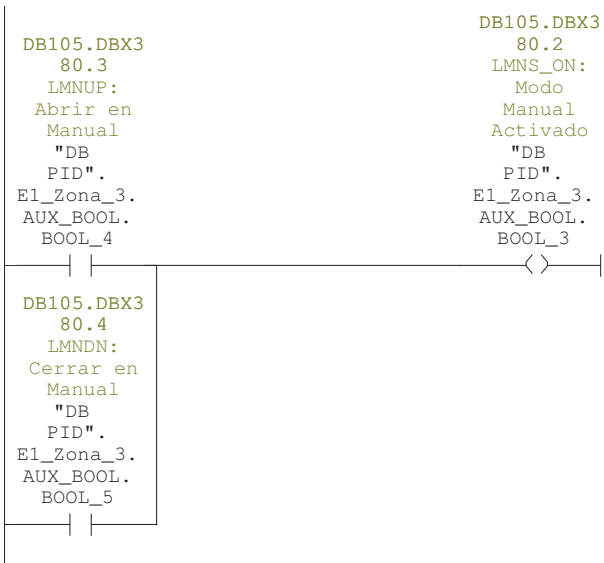 DB105.DBX3
80.3
LMNUP:
Abrir en
Manual
"DB
PID".
E1_Zona_3.
AUX_BOOL.
BOOL_4
DB105.DBX3
80.2
LMNS_ON:
Modo
Manual
Activado
"DB
PID".
E1_Zona_3.
AUX_BOOL.
BOOL_3
DB105.DBX3
80.4
LMNDN:
Cerrar en
Manual
"DB
PID".
E1_Zona_3.
AUX_BOOL.
BOOL_5